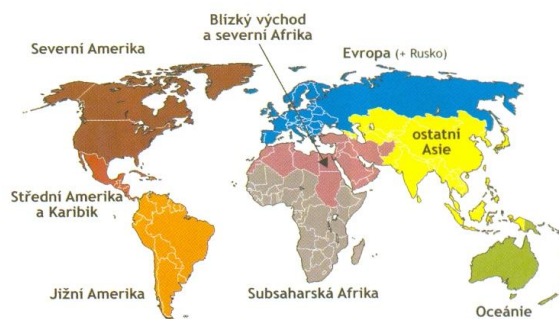 Blízký východ
a severní Afrika
Severní Amerika
Evropa (+ Rusko)
ostatní
Asie
Střední Amerika
a Karibik
Jižní Amerika
Subsaharská Afrika
Oceánie